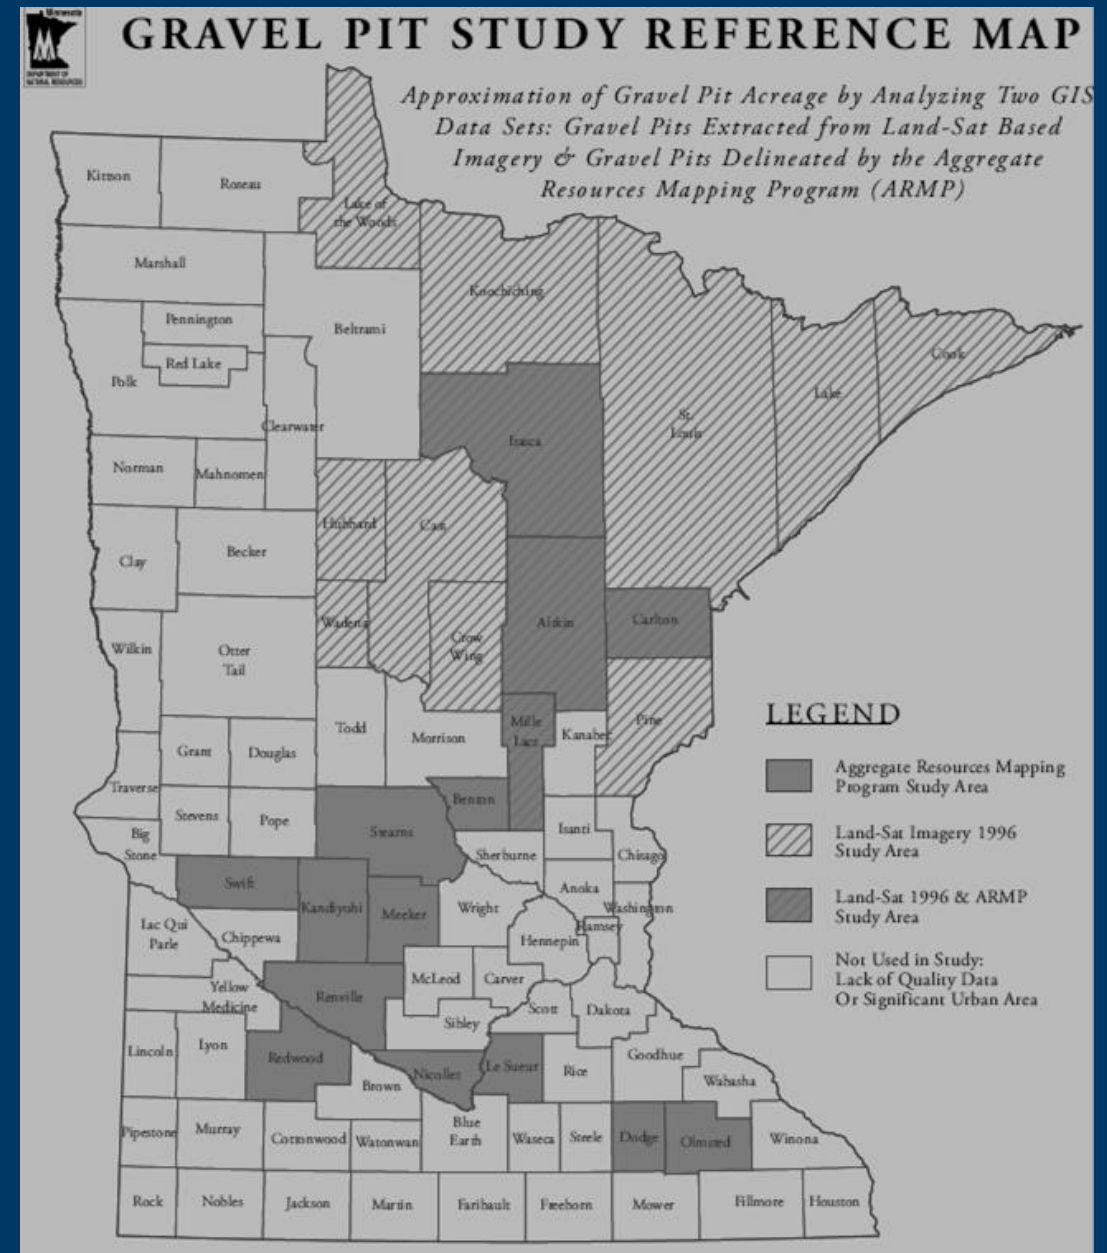 Minnesota
DEPARTMENT OF
NATURAL RESOURCES
GRAVEL PIT STUDY REFERENCE MAP
Approximation of Gravel Pit Acreage by Analyzing Two GIS
Data Sets: Gravel Pits Extracted from Land-Sat Based
Imagery & Gravel Pits Delineated by the Aggregate
Resources Mapping Program (ARMP)
Kittson
Roseau
Lake of
the Woods
Marshall
Koochiching
Pennington
Beltrami
Red Lake
Polk
Cook
Lake
St.
Louis
Clearwater
Itasca
Norman
Mahnomen
Hubbard
Cass
Becker
Clay
Wadena
Aitkin
Carlton
Crow
Wing
Wilkin
Otter
Tail
Todd
Morrison
Mille
Lacs
Kanabec
Pine
Grant
Douglas
Traverse
Stevens
Pope
Benton
Stearns
Isanti
Big
Stone
Sherburne
Chisago
Swift
Anoka
Kandiyohi
Meeker
Wright
Washington
Ramsey
Lac Qui
Parle
Chippewa
Hennepin
McLeod
Carver
Yellow
Medicine
Renville
Scott
Dakota
Sibley
Lincoln
Lyon
Redwood
Brown
Nicollet
Le Sueur
Rice
Goodhue
Wabasha
Pipestone
Murray
Cottonwood
Watonwan
Blue
Earth
Waseca
Steele
Dodge
Olmsted
Winona
Rock
Nobles
Jackson
Martin
Faribault
Freeborn
Mower
Fillmore
Houston
LEGEND
Aggregate Resources Mapping
Program Study Area
Land-Sat Imagery 1996
Study Area
Land-Sat 1996 & ARMP
Study Area
Not Used in Study:
Lack of Quality Data
Or Significant Urban Area